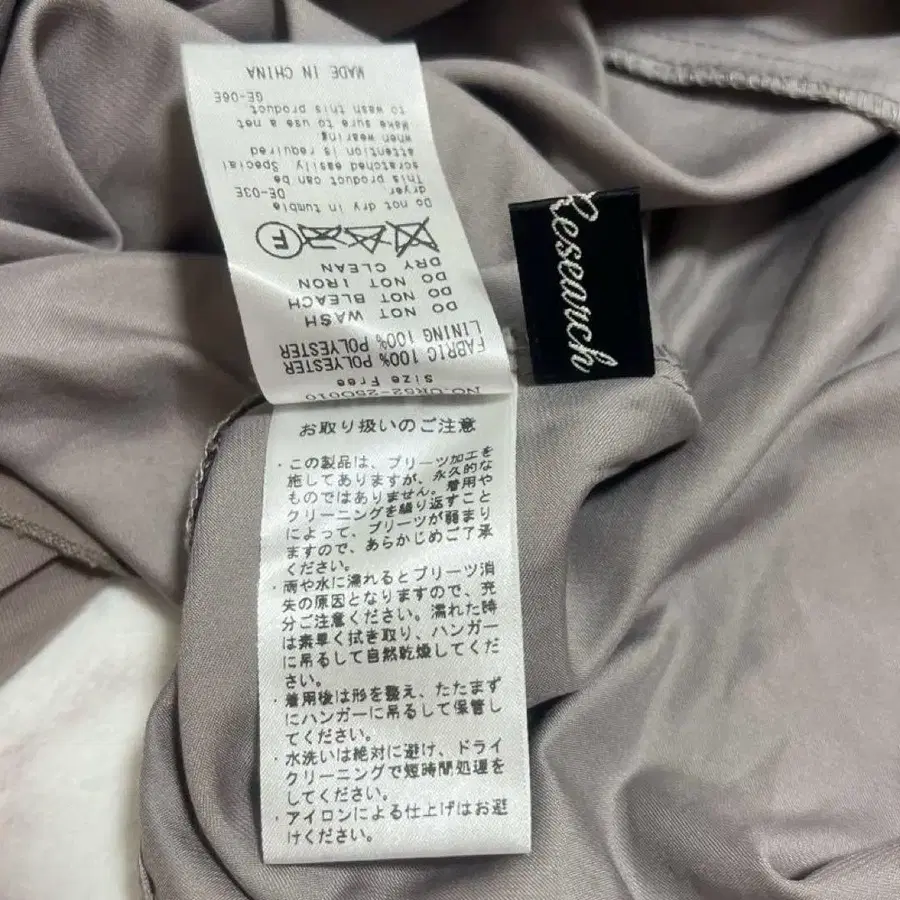 NO-UR52-250010
Size Free
FABRIC 100% POLYESTER
LINING 100% POLYESTER
DO NOT WASH
DO NOT BLEACH
DO NOT IRON
DRY CLEAN
F
DE-03E
Do not dry in tumble
dryer
This product can be
scratched easily. Special
attention is required
when wearing
Make sure to use a net
to wash this product
GE-06E
MADE IN CHINA
Research
お取り扱いのご注意
・この製品は、プリーツ加工を
施してありますが、永久的な
ものではありません。着用や
クリーニングを繰り返すこと
によって、プリーツが弱まり
ますので、あらかじめご了承
ください。
・雨や水に濡れるとプリーツ消
失の原因となりますので、充
分ご注意ください。濡れた時
は素早く拭き取り、ハンガー
に吊るして自然乾燥してくだ
さい。
・着用後は形を整え、たたまず
にハンガーに吊るして保管し
てください。
・水洗いは絶対に避け、ドライ
クリーニングで短時間処理を
してください。
・アイロンによる仕上げはお避
けください。